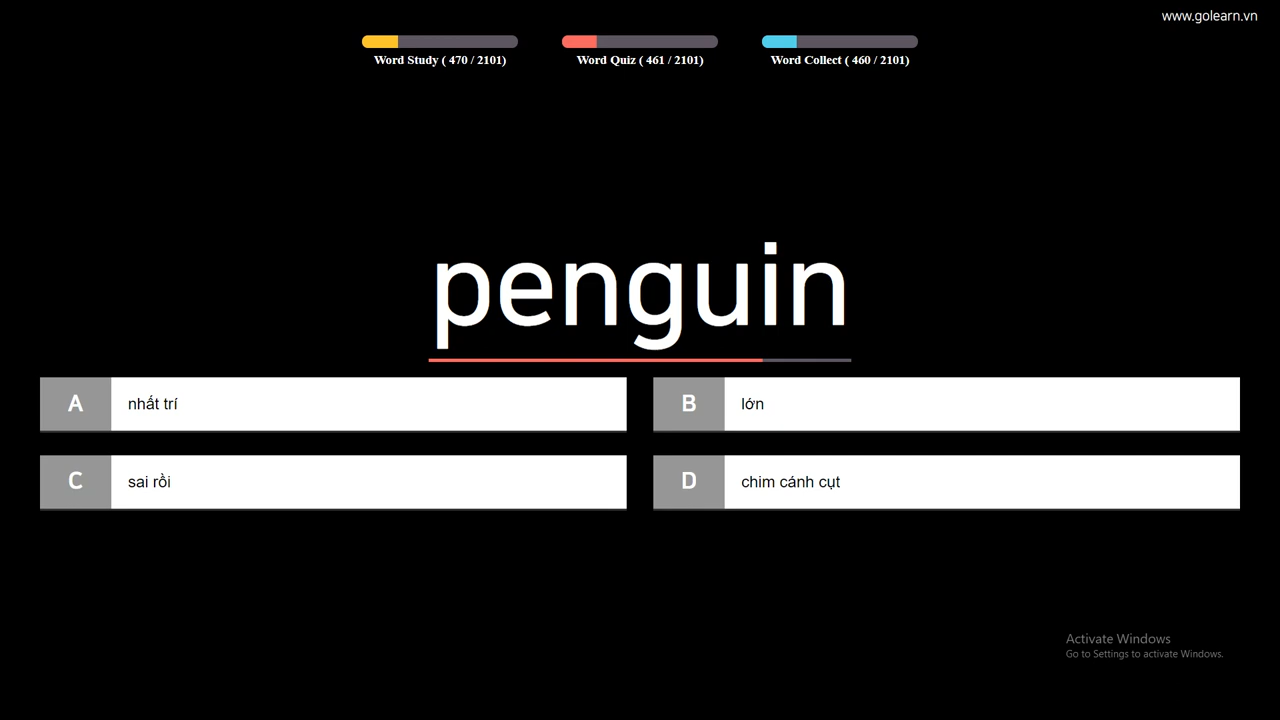 www.golearn.vn
Word Study ( 470 / 2101)
Word Quiz ( 461 / 2101)
Word Collect ( 460 / 2101)
penguin
A nhất trí
B lớn
C sai rồi
D chim cánh cụt
Activate Windows
Go to Settings to activate Windows.